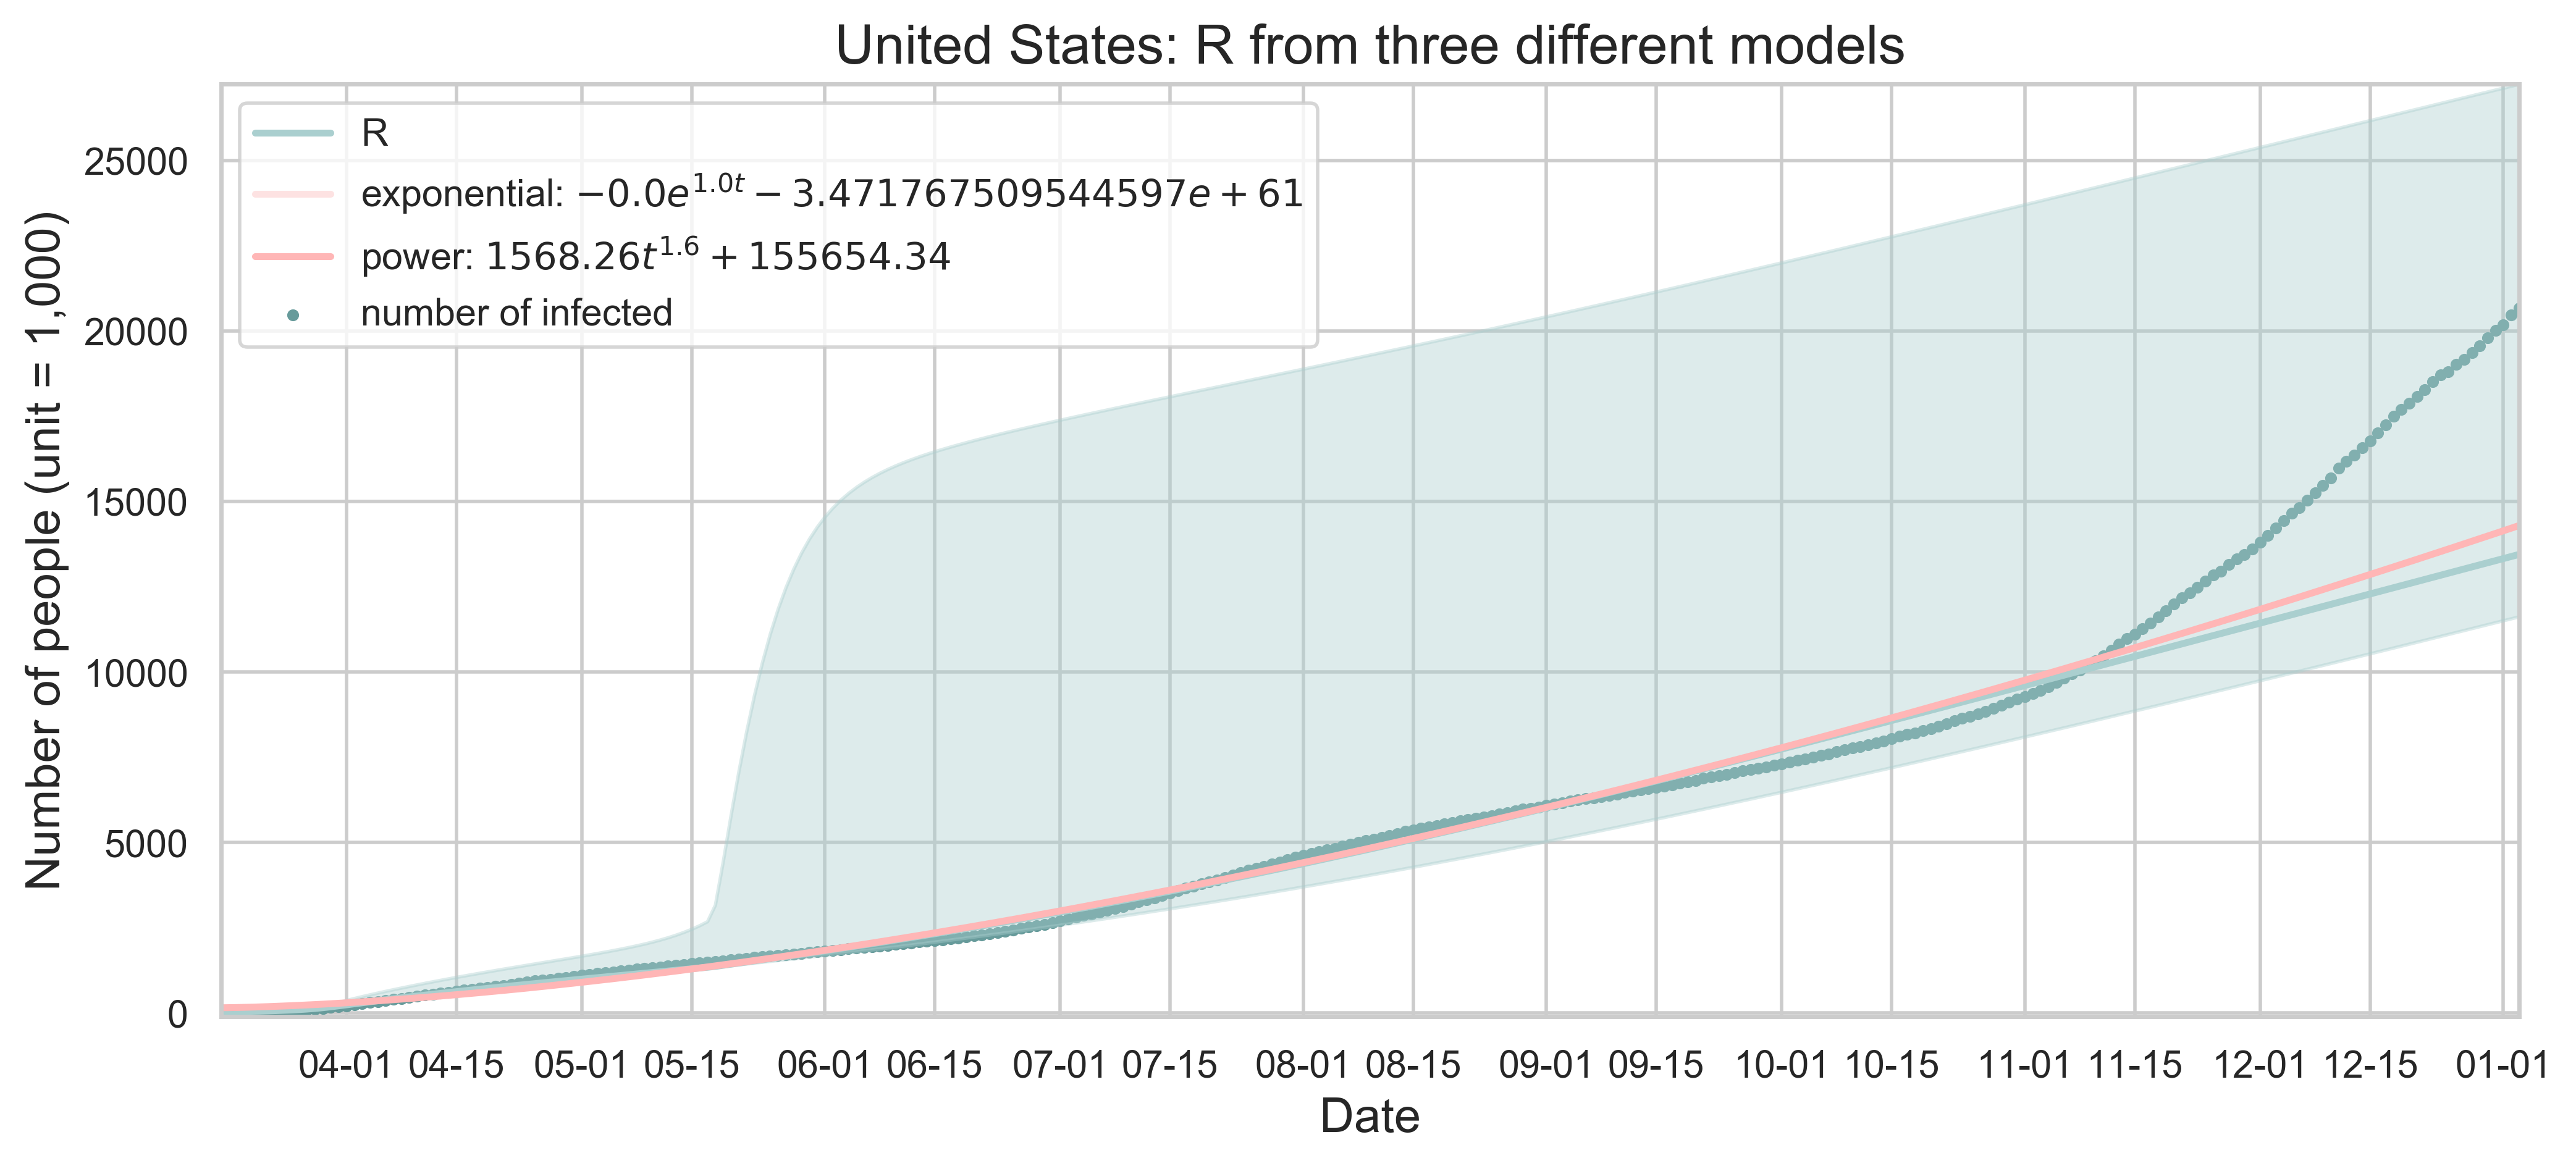 United States: R from three different models
R
exponential: −0.0e^1.0t − 3.4717675095445​97e + 61
power: 1568.26t^1.6 + 155654.34
number of infected
Number of people (unit = 1,000)
25000
20000
15000
10000
5000
0
04-01 04-15 05-01 05-15 06-01 06-15 07-01 07-15 08-01 08-15 09-01 09-15 10-01 10-15 11-01 11-15 12-01 12-15 01-01
Date